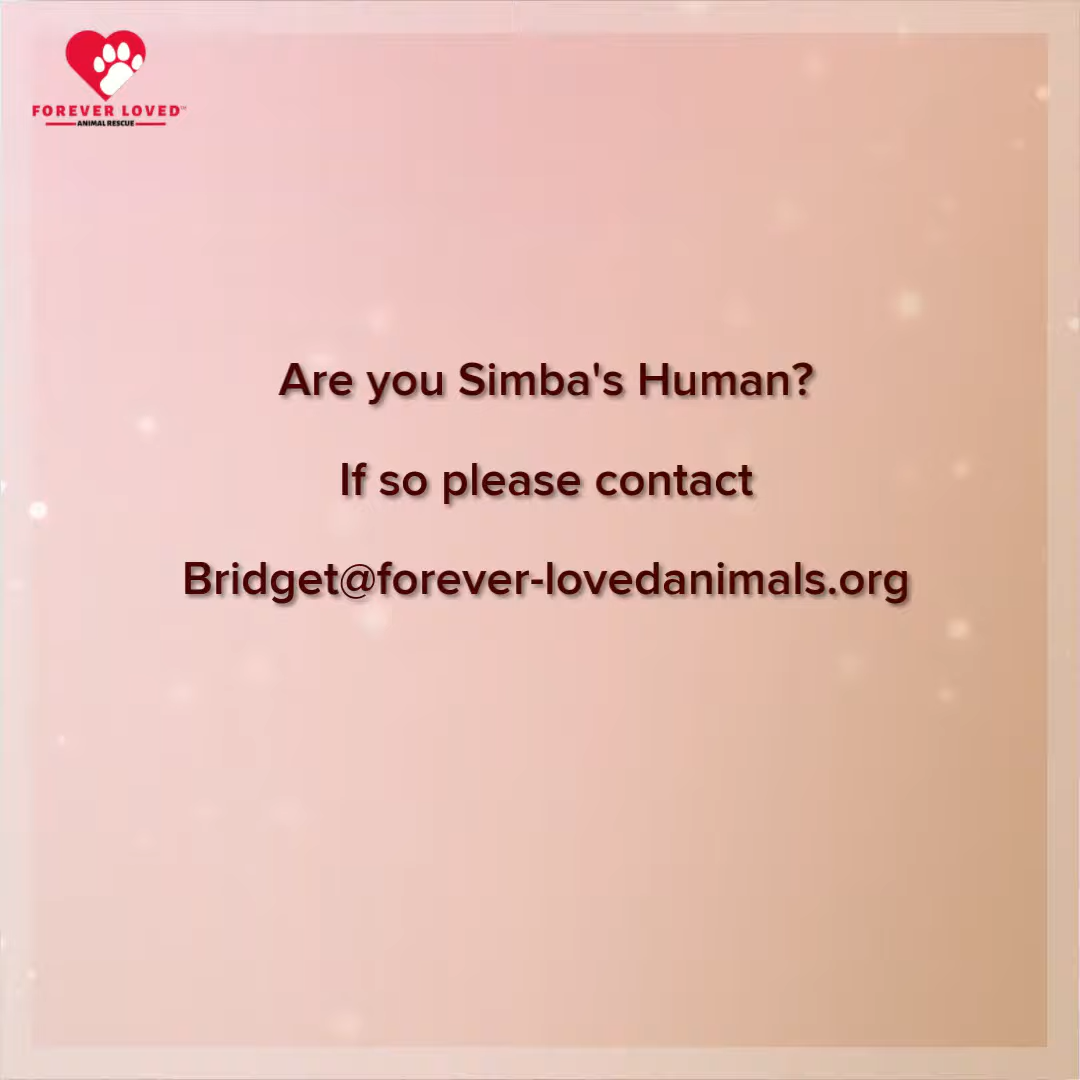 FOREVER LOVED™
ANIMAL RESCUE
Are you Simba's Human?
If so please contact
Bridget@forever-lovedanimals.org